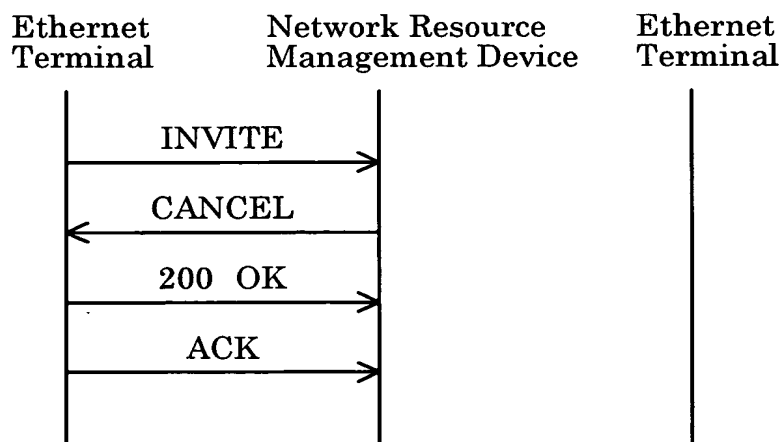 Ethernet Terminal
Network Resource Management Device
Ethernet Terminal
INVITE
CANCEL
200 OK
ACK